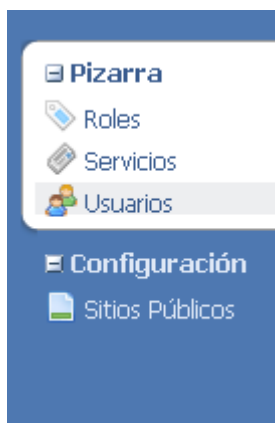 Pizarra
Roles
Servicios
Usuarios
Configuración
Sitios Públicos